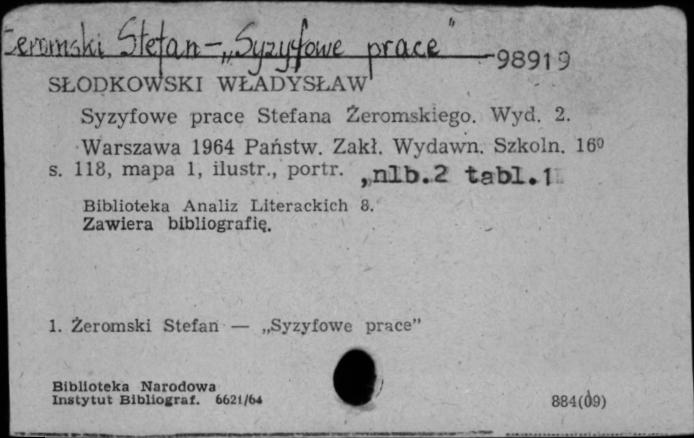 Żeromski Stefan – „Syzyfowe prace"
98919
SŁODKOWSKI WŁADYSŁAW
Syzyfowe prace Stefana Żeromskiego. Wyd. 2.
Warszawa 1964 Państw. Zakł. Wydawn. Szkoln. 16⁰
s. 118, mapa 1, ilustr., portr. , nlb.2 tabl.1
Biblioteka Analiz Literackich 8.
Zawiera bibliografię.
1. Żeromski Stefan — „Syzyfowe prace”
Biblioteka Narodowa
Instytut Bibliograf. 6621/64
884(09)